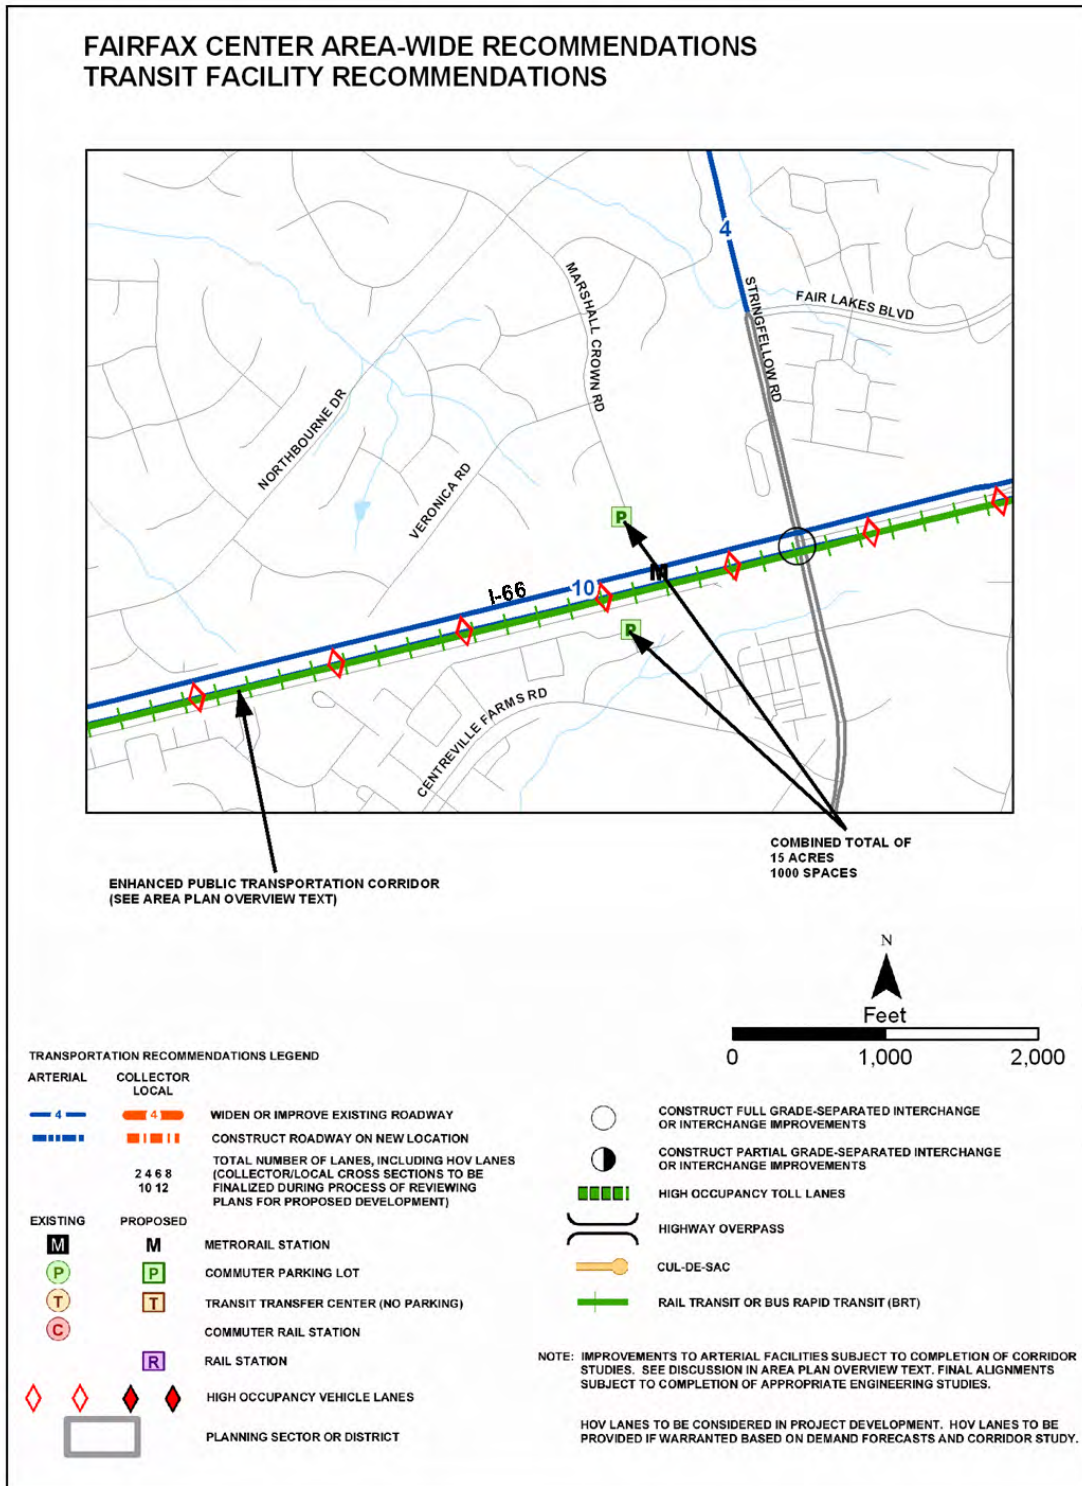 FAIRFAX CENTER AREA-WIDE RECOMMENDATIONS
TRANSIT FACILITY RECOMMENDATIONS
4
STRINGFELLOW RD
FAIR LAKES BLVD
MARSHALL CROWN RD
NORTHBOURNE DR
VERONICA RD
P
M
I-66
10
P
CENTREVILLE FARMS RD
COMBINED TOTAL OF
15 ACRES
1000 SPACES
ENHANCED PUBLIC TRANSPORTATION CORRIDOR
(SEE AREA PLAN OVERVIEW TEXT)
N
Feet
0 1,000 2,000
TRANSPORTATION RECOMMENDATIONS LEGEND
ARTERIAL COLLECTOR
LOCAL
4 4 WIDEN OR IMPROVE EXISTING ROADWAY
CONSTRUCT ROADWAY ON NEW LOCATION
TOTAL NUMBER OF LANES, INCLUDING HOV LANES
2 4 6 8 (COLLECTOR/LOCAL CROSS SECTIONS TO BE
10 12 FINALIZED DURING PROCESS OF REVIEWING
PLANS FOR PROPOSED DEVELOPMENT)
EXISTING PROPOSED
M M METRORAIL STATION
P P COMMUTER PARKING LOT
T T TRANSIT TRANSFER CENTER (NO PARKING)
C COMMUTER RAIL STATION
R RAIL STATION
HIGH OCCUPANCY VEHICLE LANES
PLANNING SECTOR OR DISTRICT
CONSTRUCT FULL GRADE-SEPARATED INTERCHANGE
OR INTERCHANGE IMPROVEMENTS
CONSTRUCT PARTIAL GRADE-SEPARATED INTERCHANGE
OR INTERCHANGE IMPROVEMENTS
HIGH OCCUPANCY TOLL LANES
HIGHWAY OVERPASS
CUL-DE-SAC
RAIL TRANSIT OR BUS RAPID TRANSIT (BRT)
NOTE: IMPROVEMENTS TO ARTERIAL FACILITIES SUBJECT TO COMPLETION OF CORRIDOR
STUDIES. SEE DISCUSSION IN AREA PLAN OVERVIEW TEXT. FINAL ALIGNMENTS
SUBJECT TO COMPLETION OF APPROPRIATE ENGINEERING STUDIES.
HOV LANES TO BE CONSIDERED IN PROJECT DEVELOPMENT. HOV LANES TO BE
PROVIDED IF WARRANTED BASED ON DEMAND FORECASTS AND CORRIDOR STUDY.